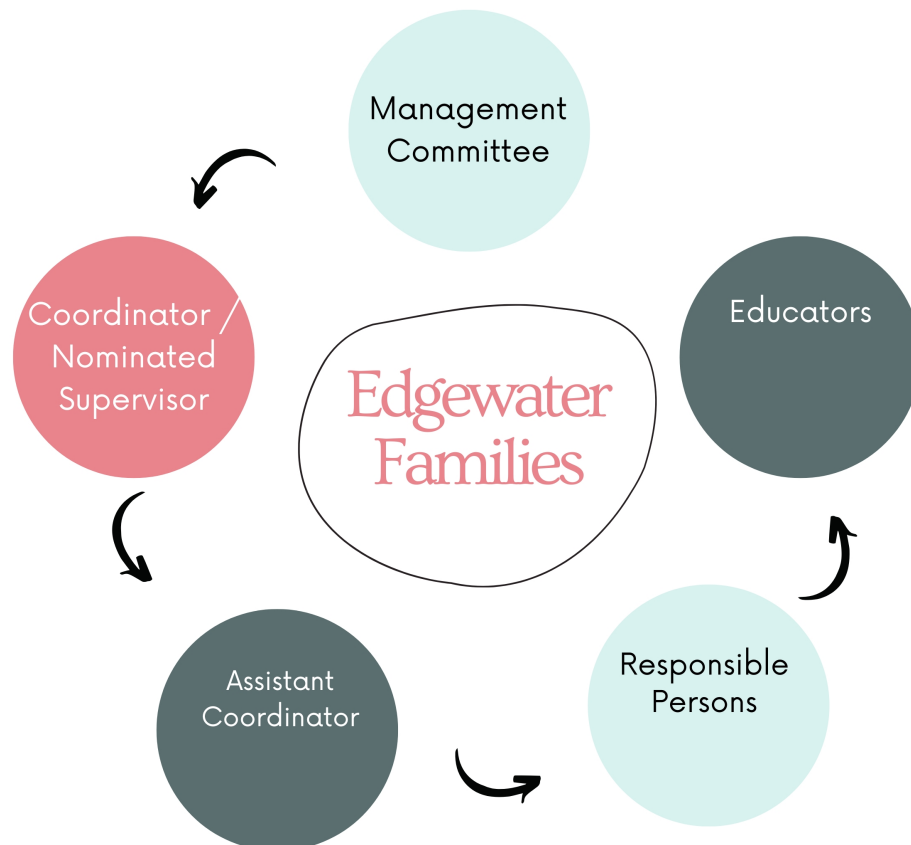 Management
Committee
Coordinator /
Nominated
Supervisor
Edgewater
Families
Educators
Assistant
Coordinator
Responsible
Persons